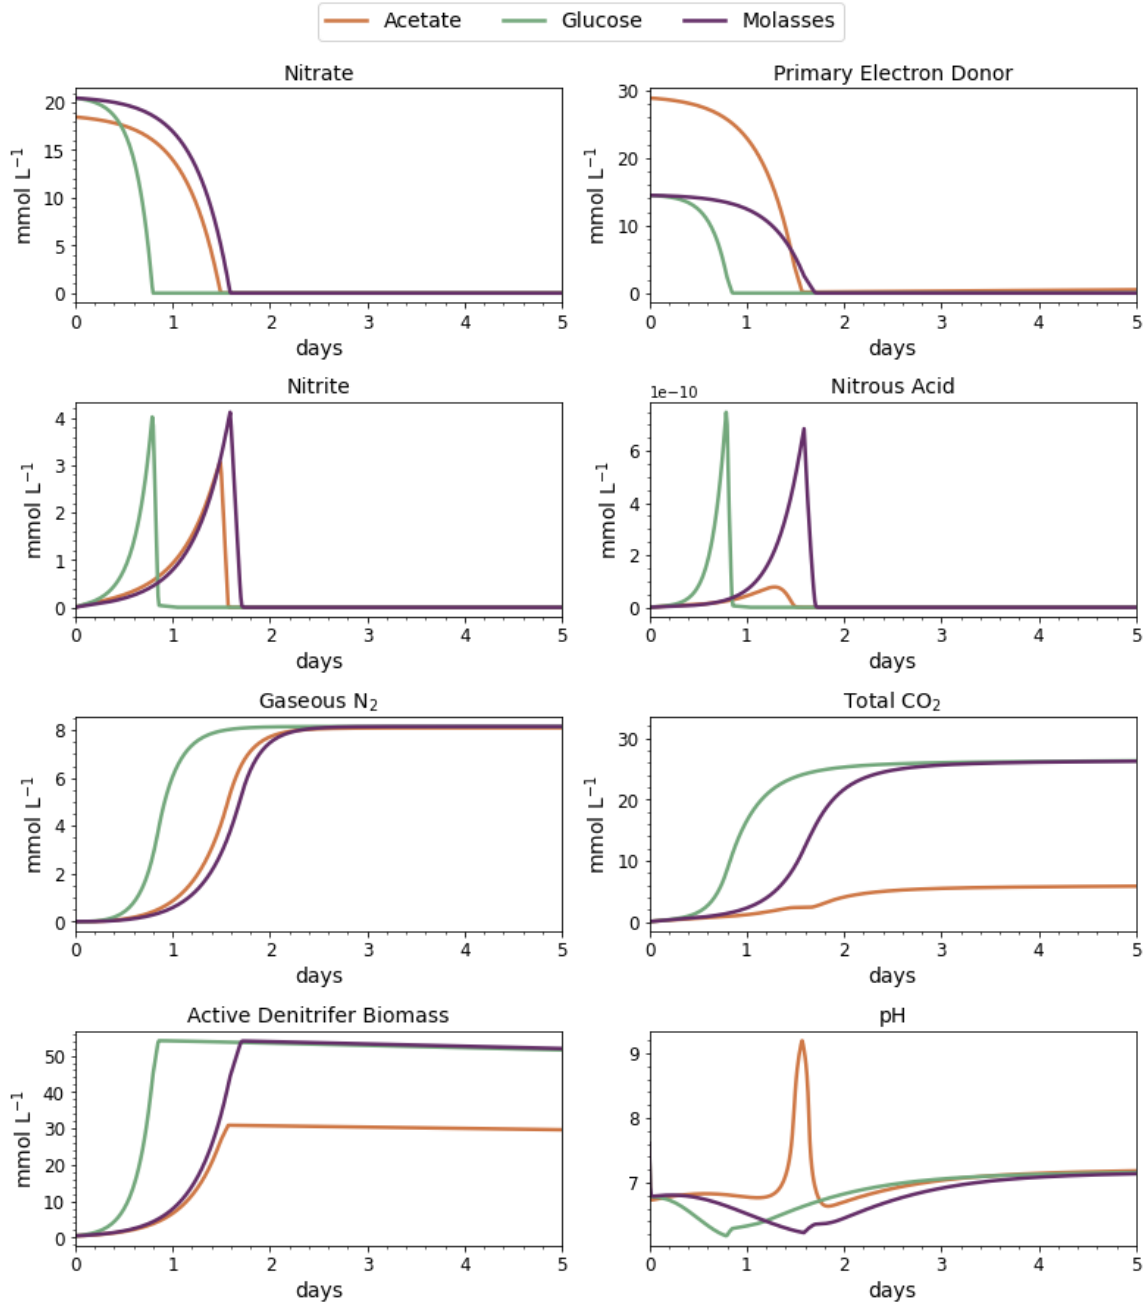 Acetate Glucose Molasses
Nitrate
mmol L⁻¹
20
15
10
5
0
0 1 2 3 4 5
days
Primary Electron Donor
mmol L⁻¹
30
20
10
0
0 1 2 3 4 5
days
Nitrite
mmol L⁻¹
4
3
2
1
0
0 1 2 3 4 5
days
Nitrous Acid
1e−10
mmol L⁻¹
6
4
2
0
0 1 2 3 4 5
days
Gaseous N₂
mmol L⁻¹
8
6
4
2
0
0 1 2 3 4 5
days
Total CO₂
mmol L⁻¹
30
20
10
0
0 1 2 3 4 5
days
Active Denitrifer Biomass
mmol L⁻¹
50
40
30
20
10
0
0 1 2 3 4 5
days
pH
9
8
7
0 1 2 3 4 5
days